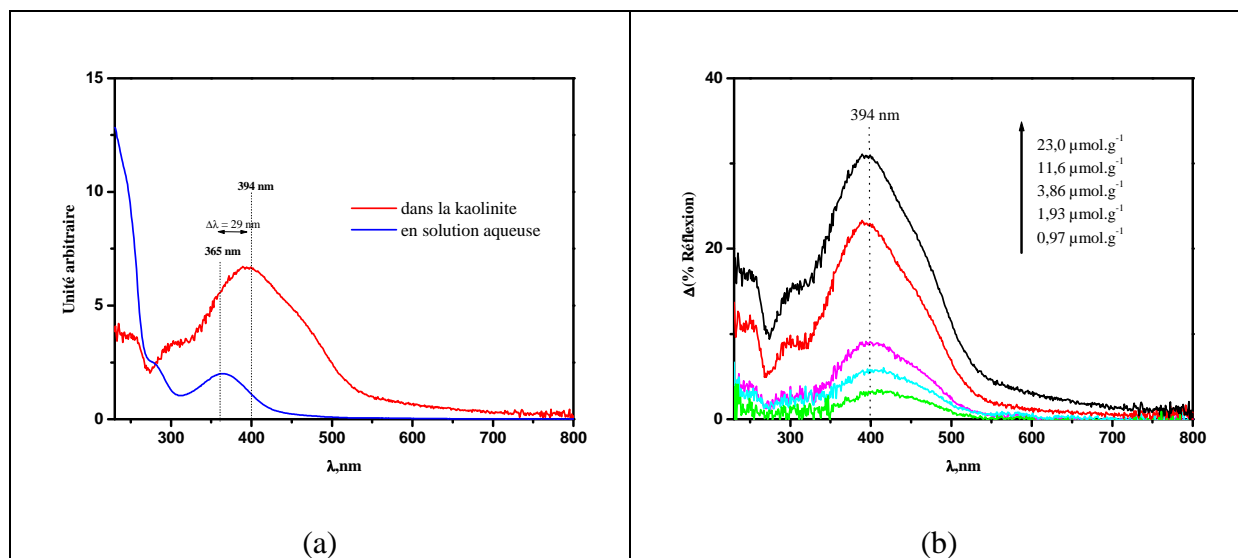 15
10
5
0
Unité arbitraire
394 nm
Δλ = 29 nm
365 nm
dans la kaolinite
en solution aqueuse
300 400 500 600 700 800
λ,nm
(a)
40
20
0
Δ(% Réflexion)
394 nm
23,0 µmol.g⁻¹
11,6 µmol.g⁻¹
3,86 µmol.g⁻¹
1,93 µmol.g⁻¹
0,97 µmol.g⁻¹
300 400 500 600 700 800
λ,nm
(b)